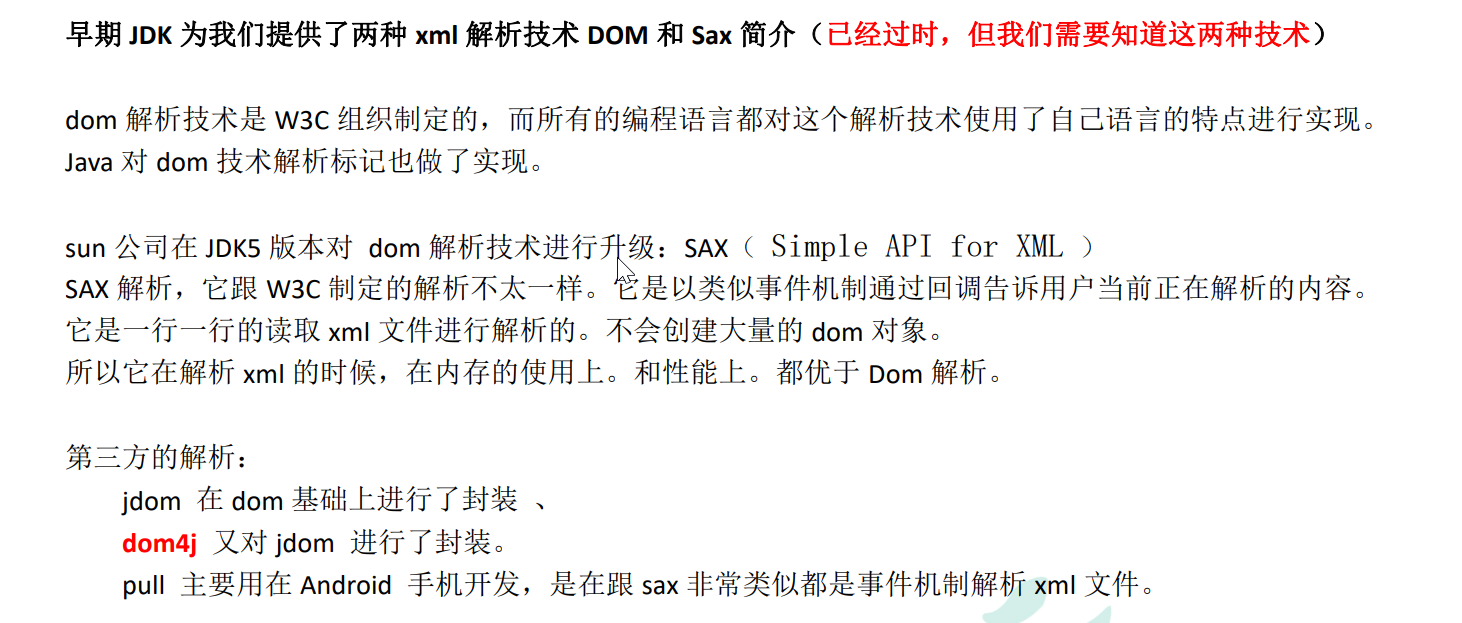 早期 JDK 为我们提供了两种 xml 解析技术 DOM 和 Sax 简介（已经过时，但我们需要知道这两种技术）
dom 解析技术是 W3C 组织制定的，而所有的编程语言都对这个解析技术使用了自己语言的特点进行实现。
Java 对 dom 技术解析标记也做了实现。
sun 公司在 JDK5 版本对 dom 解析技术进行升级：SAX（ Simple API for XML ）
SAX 解析，它跟 W3C 制定的解析不太一样。它是以类似事件机制通过回调告诉用户当前正在解析的内容。
它是一行一行的读取 xml 文件进行解析的。不会创建大量的 dom 对象。
所以它在解析 xml 的时候，在内存的使用上。和性能上。都优于 Dom 解析。
第三方的解析：
jdom 在 dom 基础上进行了封装 、
dom4j 又对 jdom 进行了封装。
pull 主要用在 Android 手机开发，是在跟 sax 非常类似都是事件机制解析 xml 文件。